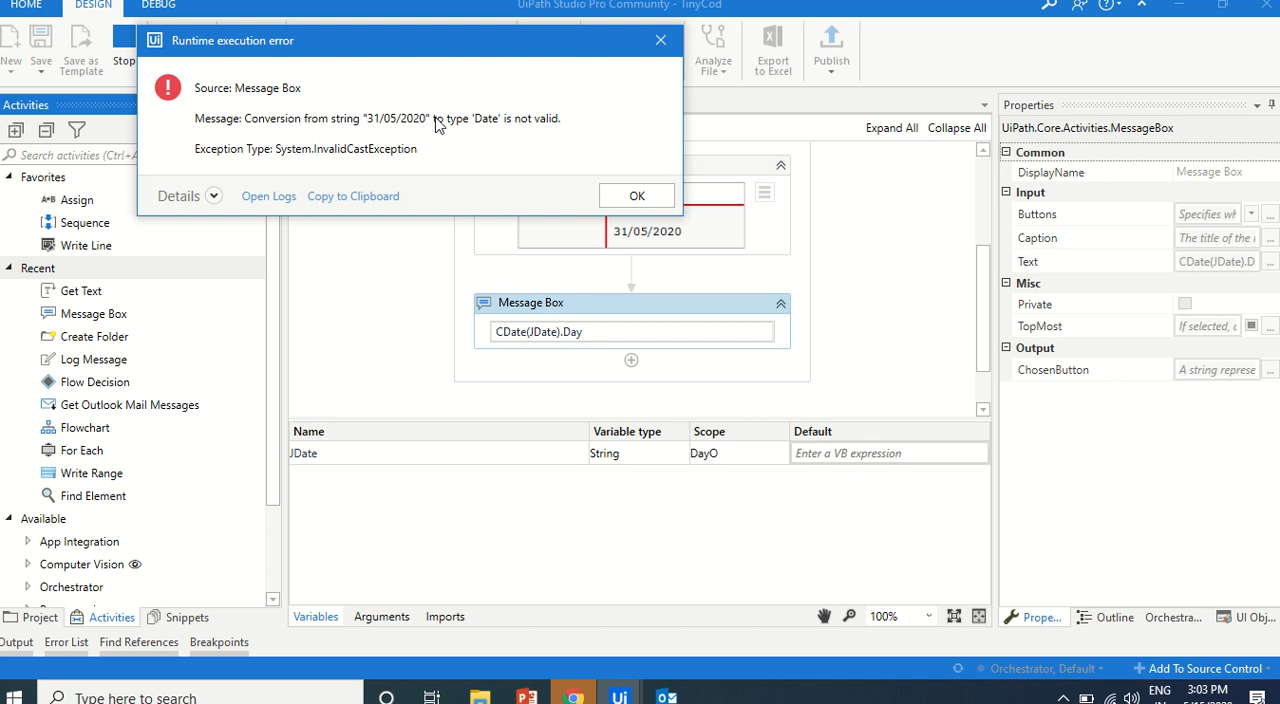 HOME DESIGN DEBUG UiPath Studio Pro Community - TinyCod
New Save Save as Template Stop Analyze File Export to Excel Publish
Ui Runtime execution error
Source: Message Box
Message: Conversion from string "31/05/2020" to type 'Date' is not valid.
Exception Type: System.InvalidCastException
Details Open Logs Copy to Clipboard OK
Activities
Search activities (Ctrl+A
Favorites
A*B Assign
Sequence
Write Line
Recent
Get Text
Message Box
Create Folder
Log Message
Flow Decision
Get Outlook Mail Messages
Flowchart
For Each
Write Range
Find Element
Available
App Integration
Computer Vision
Orchestrator
Project Activities Snippets
Expand All Collapse All
31/05/2020
Message Box
CDate(JDate).Day
Name Variable type Scope Default
JDate String DayO Enter a VB expression
Variables Arguments Imports 100%
Properties
UiPath.Core.Activities.MessageBox
Common
DisplayName Message Box
Input
Buttons Specifies wh ...
Caption The title of the ...
Text CDate(JDate).D ...
Misc
Private
TopMost If selected, ...
Output
ChosenButton A string represe ...
Prope... Outline Orchestra... UI Obj...
Output Error List Find References Breakpoints
Orchestrator, Default Add To Source Control
Type here to search Ui ENG 3:03 PM